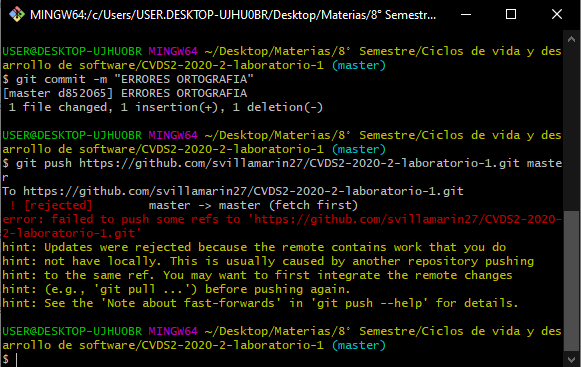 MINGW64:/c/Users/USER.DESKTOP-UJHU0BR/Desktop/Materias/8° Semestre/...
USER@DESKTOP-UJHU0BR MINGW64 ~/Desktop/Materias/8° Semestre/Ciclos de vida y des
arrollo de software/CVDS2-2020-2-laboratorio-1 (master)
$ git commit -m "ERRORES ORTOGRAFIA"
[master d852065] ERRORES ORTOGRAFIA
1 file changed, 1 insertion(+), 1 deletion(-)
USER@DESKTOP-UJHU0BR MINGW64 ~/Desktop/Materias/8° Semestre/Ciclos de vida y des
arrollo de software/CVDS2-2020-2-laboratorio-1 (master)
$ git push https://github.com/svillamarin27/CVDS2-2020-2-laboratorio-1.git maste
r
To https://github.com/svillamarin27/CVDS2-2020-2-laboratorio-1.git
! [rejected] master -> master (fetch first)
error: failed to push some refs to 'https://github.com/svillamarin27/CVDS2-2020-
2-laboratorio-1.git'
hint: Updates were rejected because the remote contains work that you do
hint: not have locally. This is usually caused by another repository pushing
hint: to the same ref. You may want to first integrate the remote changes
hint: (e.g., 'git pull ...') before pushing again.
hint: See the 'Note about fast-forwards' in 'git push --help' for details.
USER@DESKTOP-UJHU0BR MINGW64 ~/Desktop/Materias/8° Semestre/Ciclos de vida y des
arrollo de software/CVDS2-2020-2-laboratorio-1 (master)
$